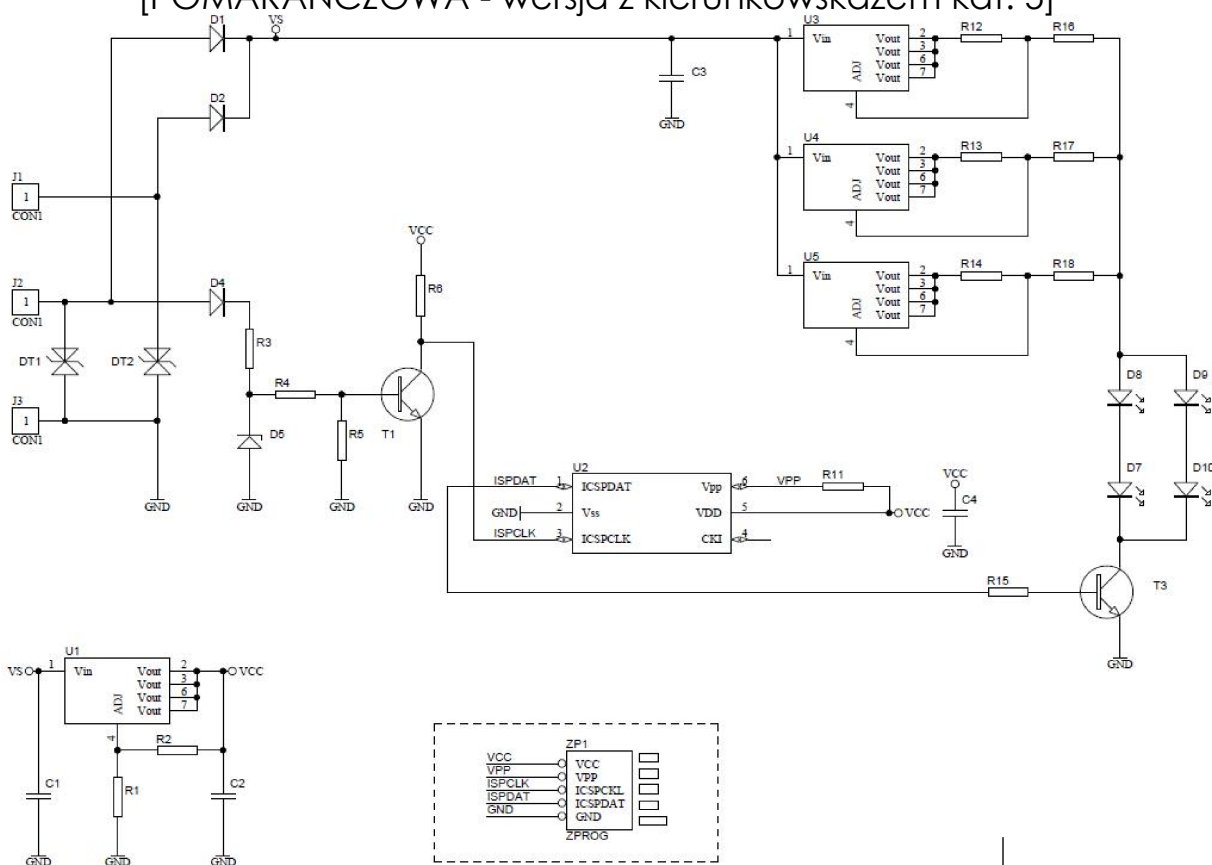 [POMARAŃCZOWA - wersja z kierunkowskazem kat. 5]
D1
VS
D2
C3
GND
U3
1 Vin
Vout 2
Vout 3
Vout 6
Vout 7
ADJ
4
R12
R16
U4
1 Vin
Vout 2
Vout 3
Vout 6
Vout 7
ADJ
4
R13
R17
U5
1 Vin
Vout 2
Vout 3
Vout 6
Vout 7
ADJ
4
R14
R18
J1
1
CON1
J2
1
CON1
J3
1
CON1
DT1
DT2
GND
D4
R3
R4
D5
GND
R5
GND
VCC
R6
T1
GND
D8
D9
D7
D10
U2
ISPDAT 1 ICSPDAT
GND 2 Vss
ISPCLK 3 ICSPCLK
Vpp 6 VPP
VDD 5
CKI 4
R11
VCC
VCC
C4
GND
R15
T3
GND
U1
VS 1 Vin
Vout 2 VCC
Vout 3
Vout 6
Vout 7
ADJ
4
R2
C1
R1
C2
GND
GND
GND
ZP1
VCC VCC
VPP VPP
ISPCLK ICSPCKL
ISPDAT ICSPDAT
GND GND
ZPROG